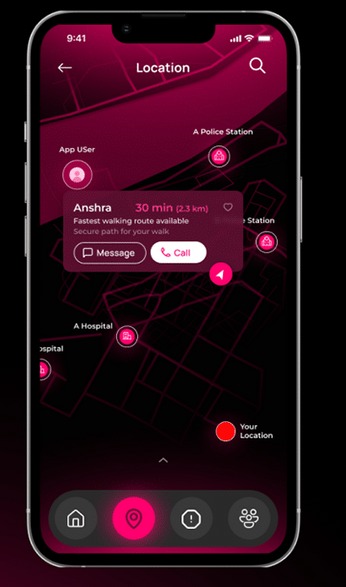 9:41
Location
A Police Station
App USer
Anshra 30 min (2.3 km)
Fastest walking route available
Station
Secure path for your walk
Message Call
A Hospital
ospital
Your
Location